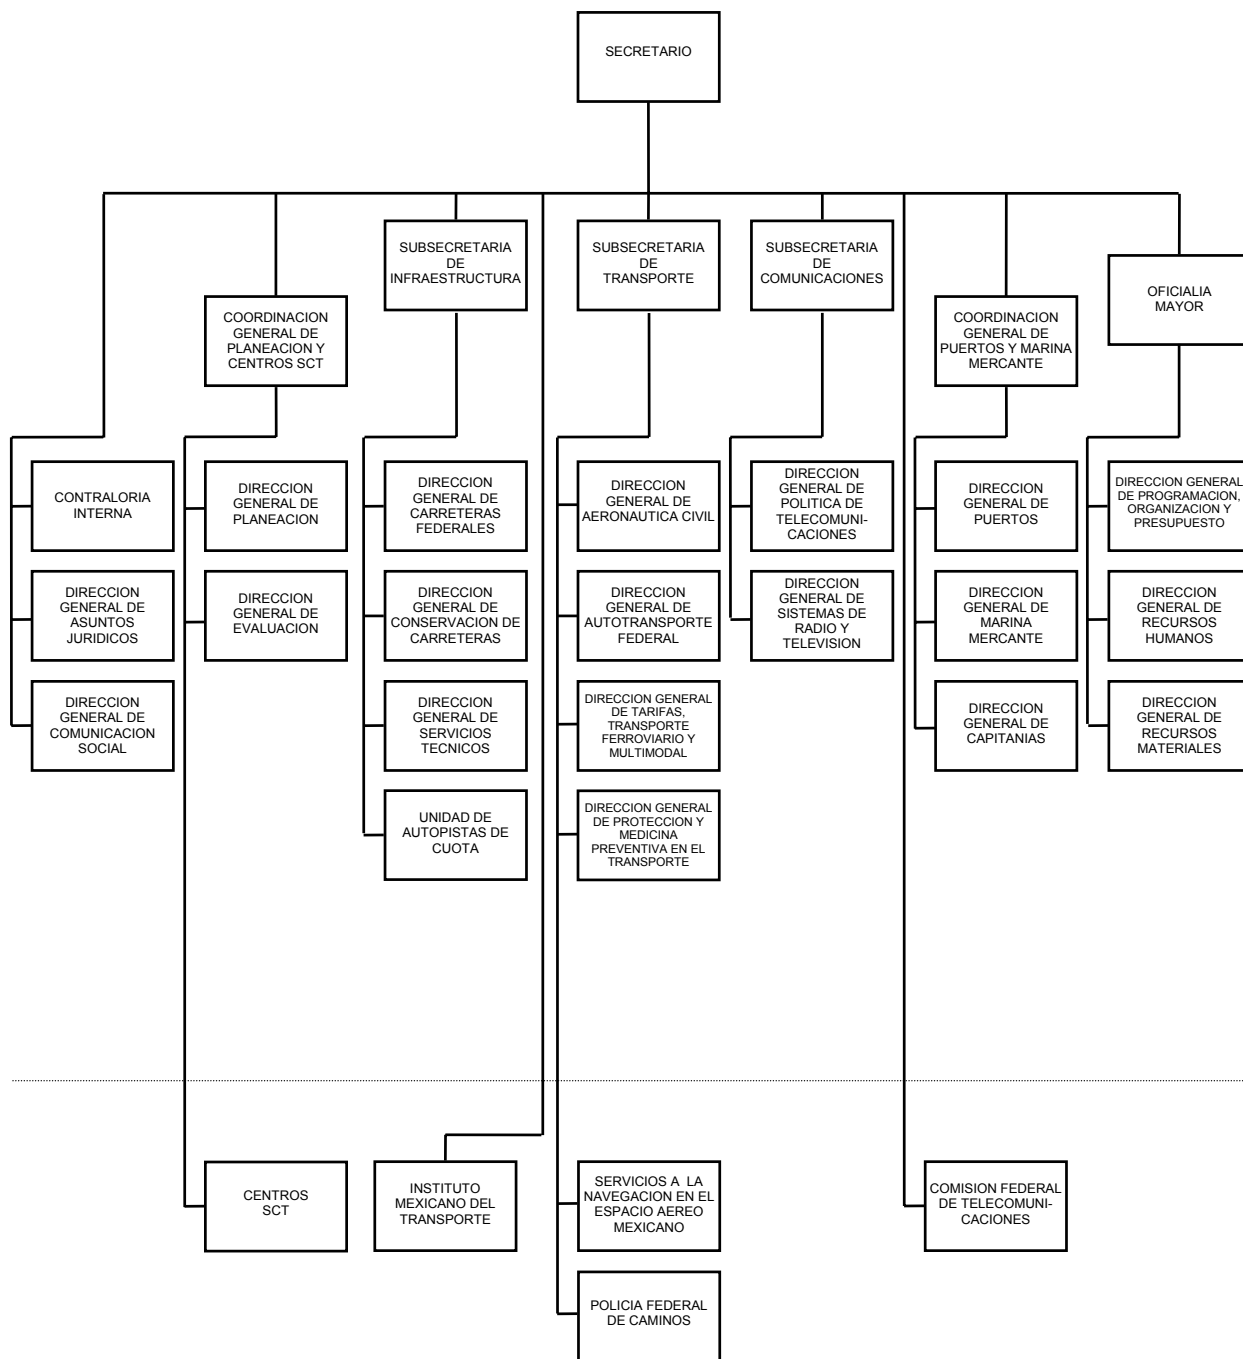 SECRETARIO
SUBSECRETARIA
DE
INFRAESTRUCTURA
SUBSECRETARIA
DE
TRANSPORTE
SUBSECRETARIA
DE
COMUNICACIONES
OFICIALIA
MAYOR
COORDINACION
GENERAL DE
PLANEACION Y
CENTROS SCT
COORDINACION
GENERAL DE
PUERTOS Y MARINA
MERCANTE
CONTRALORIA
INTERNA
DIRECCION
GENERAL DE
PLANEACION
DIRECCION
GENERAL DE
CARRETERAS
FEDERALES
DIRECCION
GENERAL DE
AERONAUTICA CIVIL
DIRECCION
GENERAL DE
POLITICA DE
TELECOMUNI-
CACIONES
DIRECCION
GENERAL DE
PUERTOS
DIRECCION GENERAL
DE PROGRAMACION,
ORGANIZACION Y
PRESUPUESTO
DIRECCION
GENERAL DE
ASUNTOS
JURIDICOS
DIRECCION
GENERAL DE
EVALUACION
DIRECCION
GENERAL DE
CONSERVACION DE
CARRETERAS
DIRECCION
GENERAL DE
AUTOTRANSPORTE
FEDERAL
DIRECCION
GENERAL DE
SISTEMAS DE
RADIO Y
TELEVISION
DIRECCION
GENERAL DE
MARINA
MERCANTE
DIRECCION
GENERAL DE
RECURSOS
HUMANOS
DIRECCION
GENERAL DE
COMUNICACION
SOCIAL
DIRECCION
GENERAL DE
SERVICIOS
TECNICOS
DIRECCION GENERAL
DE TARIFAS,
TRANSPORTE
FERROVIARIO Y
MULTIMODAL
DIRECCION
GENERAL DE
CAPITANIAS
DIRECCION
GENERAL DE
RECURSOS
MATERIALES
UNIDAD DE
AUTOPISTAS DE
CUOTA
DIRECCION GENERAL
DE PROTECCION Y
MEDICINA
PREVENTIVA EN EL
TRANSPORTE
CENTROS
SCT
INSTITUTO
MEXICANO DEL
TRANSPORTE
SERVICIOS A LA
NAVEGACION EN EL
ESPACIO AEREO
MEXICANO
COMISION FEDERAL
DE TELECOMUNI-
CACIONES
POLICIA FEDERAL
DE CAMINOS